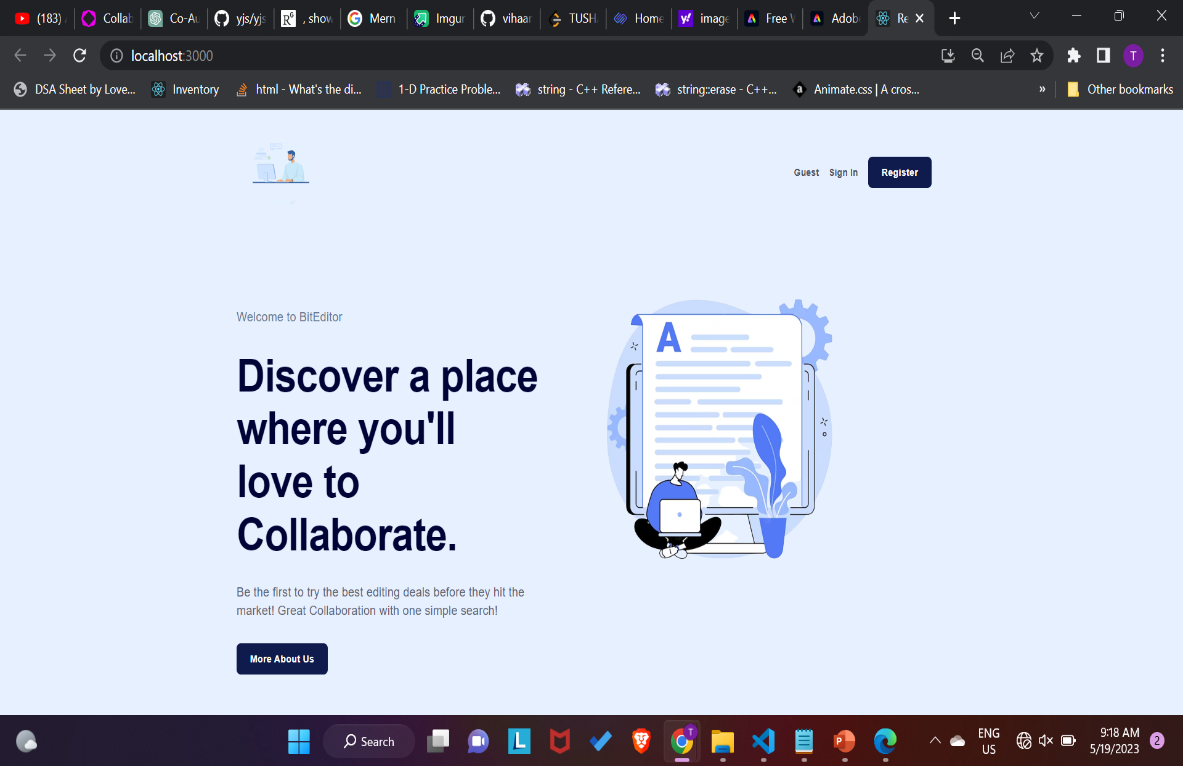 (183) Collab Co-Au yjs/yjs , show Mern Imgur vihaar TUSH Home image Free Adob Re
localhost:3000 T
DSA Sheet by Love... Inventory html - What's the di... 1-D Practice Proble... string - C++ Refere... string::erase - C++... Animate.css | A cros... » Other bookmarks
Guest Sign In Register
Welcome to BitEditor
Discover a place
where you'll
love to
Collaborate.
A
Be the first to try the best editing deals before they hit the
market! Great Collaboration with one simple search!
More About Us
Search
ENG
US
9:18 AM
5/19/2023
2